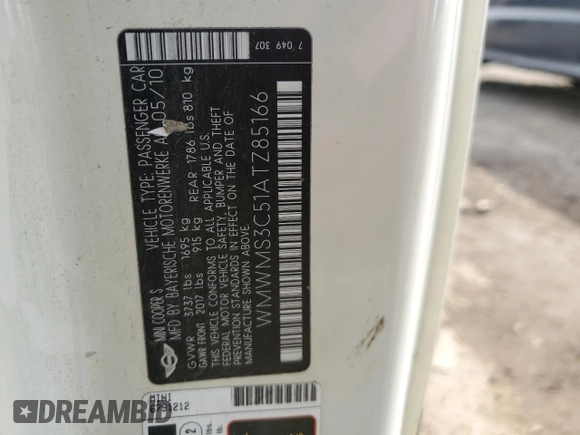 MINI COOPER S VEHICLE TYPE: PASSENGER CAR
MFD BY BAYERISCHE MOTORENWERKE 05/10
GVWR 3737 lbs 1695 kg
GAWR FRONT 2017 lbs 915 kg REAR 1786 lbs 810 kg
THIS VEHICLE CONFORMS TO ALL APPLICABLE U.S.
FEDERAL MOTOR VEHICLE SAFETY, BUMPER AND THEFT
PREVENTION STANDARDS IN EFFECT ON THE DATE OF
MANUFACTURE SHOWN ABOVE.
WMWMS3C51ATZ85166
7 049 307
MINI
6791212
2
lbs.
DREAMBID